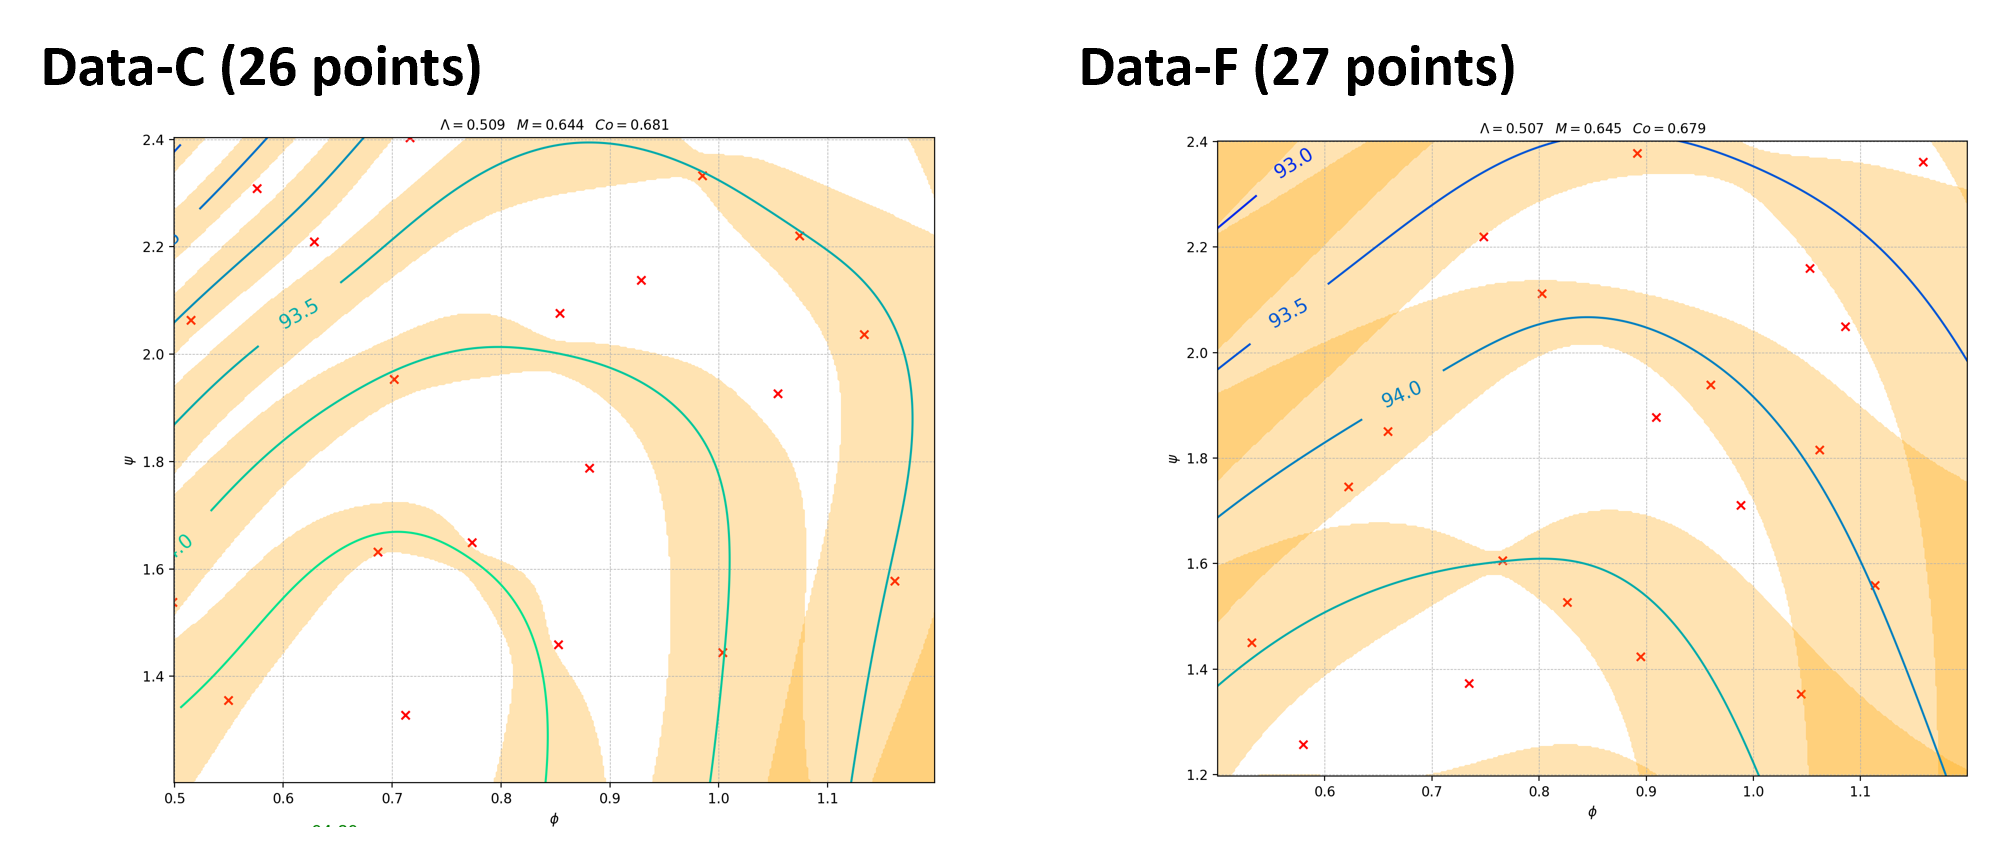 Data-C (26 points)
Data-F (27 points)
Λ = 0.509 M = 0.644 Co = 0.681
2.4
2.2
2.0
1.8
1.6
1.4
ψ
93.5
0.5 0.6 0.7 0.8 0.9 1.0 1.1
ϕ
Λ = 0.507 M = 0.645 Co = 0.679
2.4
2.2
2.0
1.8
1.6
1.4
1.2
ψ
93.0
93.5
94.0
0.6 0.7 0.8 0.9 1.0 1.1
ϕ